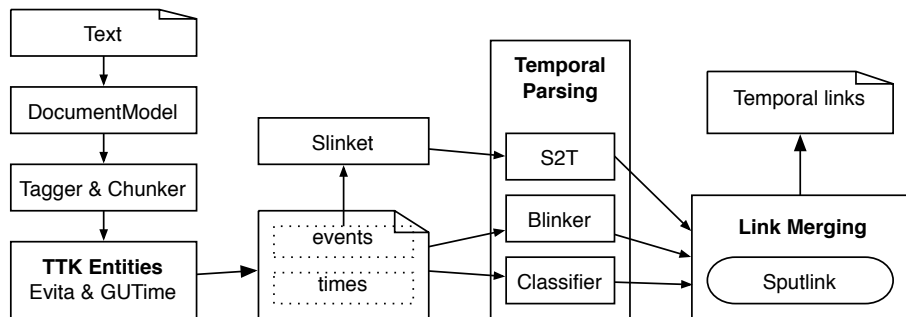 Text
DocumentModel
Tagger & Chunker
TTK Entities
Evita & GUTime
Slinket
events
times
Temporal
Parsing
S2T
Blinker
Classifier
Temporal links
Link Merging
Sputlink